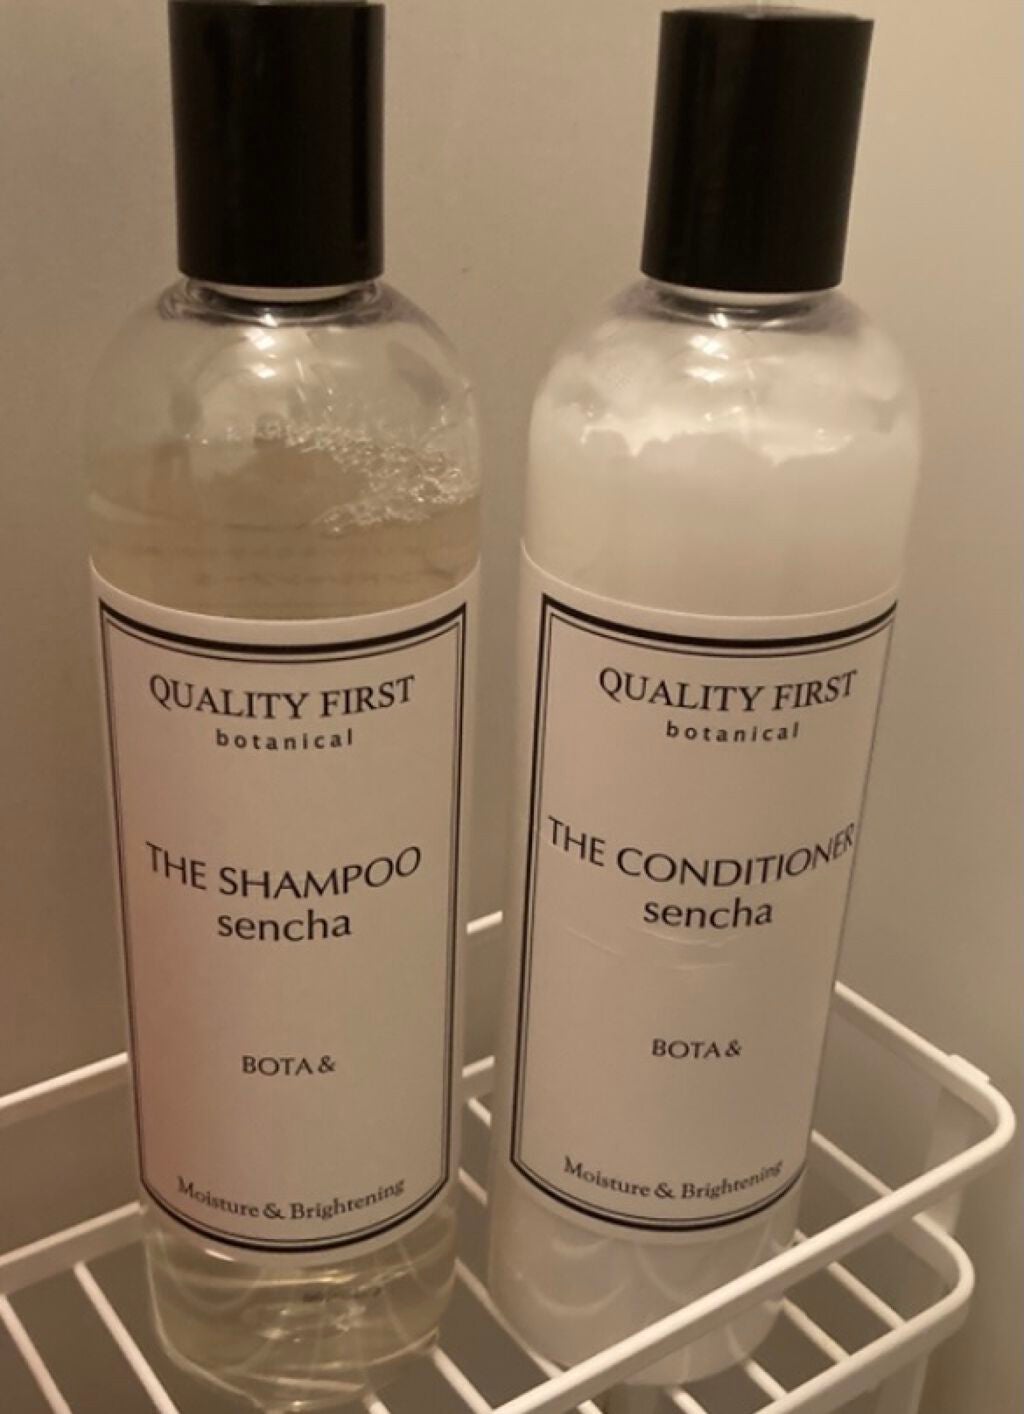 QUALITY FIRST
botanical
THE SHAMPOO
sencha
BOTA &
Moisture & Brightening
QUALITY FIRST
botanical
THE CONDITIONER
sencha
BOTA &
Moisture & Brightening